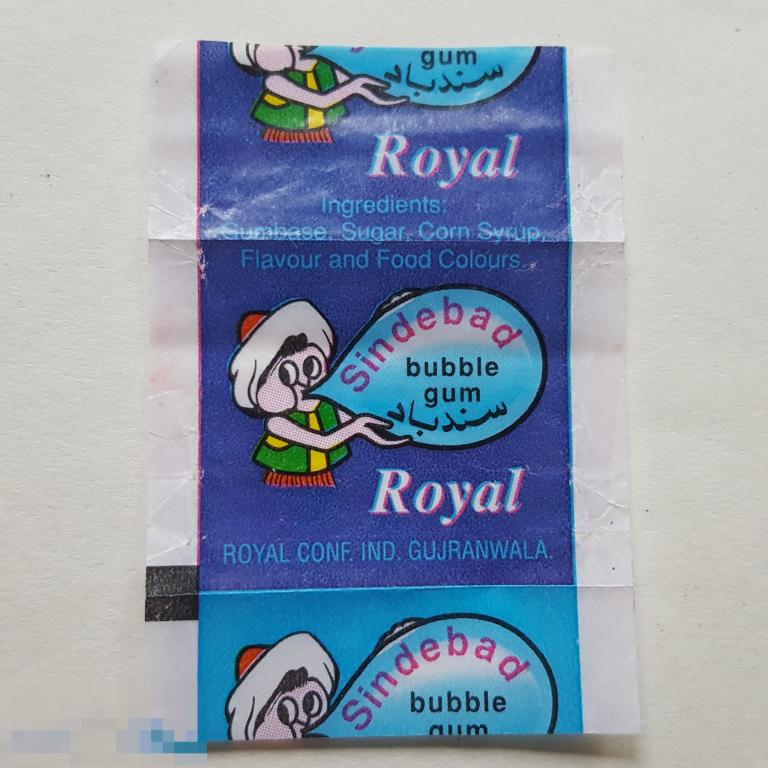 gum
سندباد
Royal
Ingredients:
Gumbase, Sugar, Corn Syrup,
Flavour and Food Colours.
Sindebad
bubble
gum
سندباد
Royal
ROYAL CONF. IND. GUJRANWALA.
Sindebad
bubble
gum